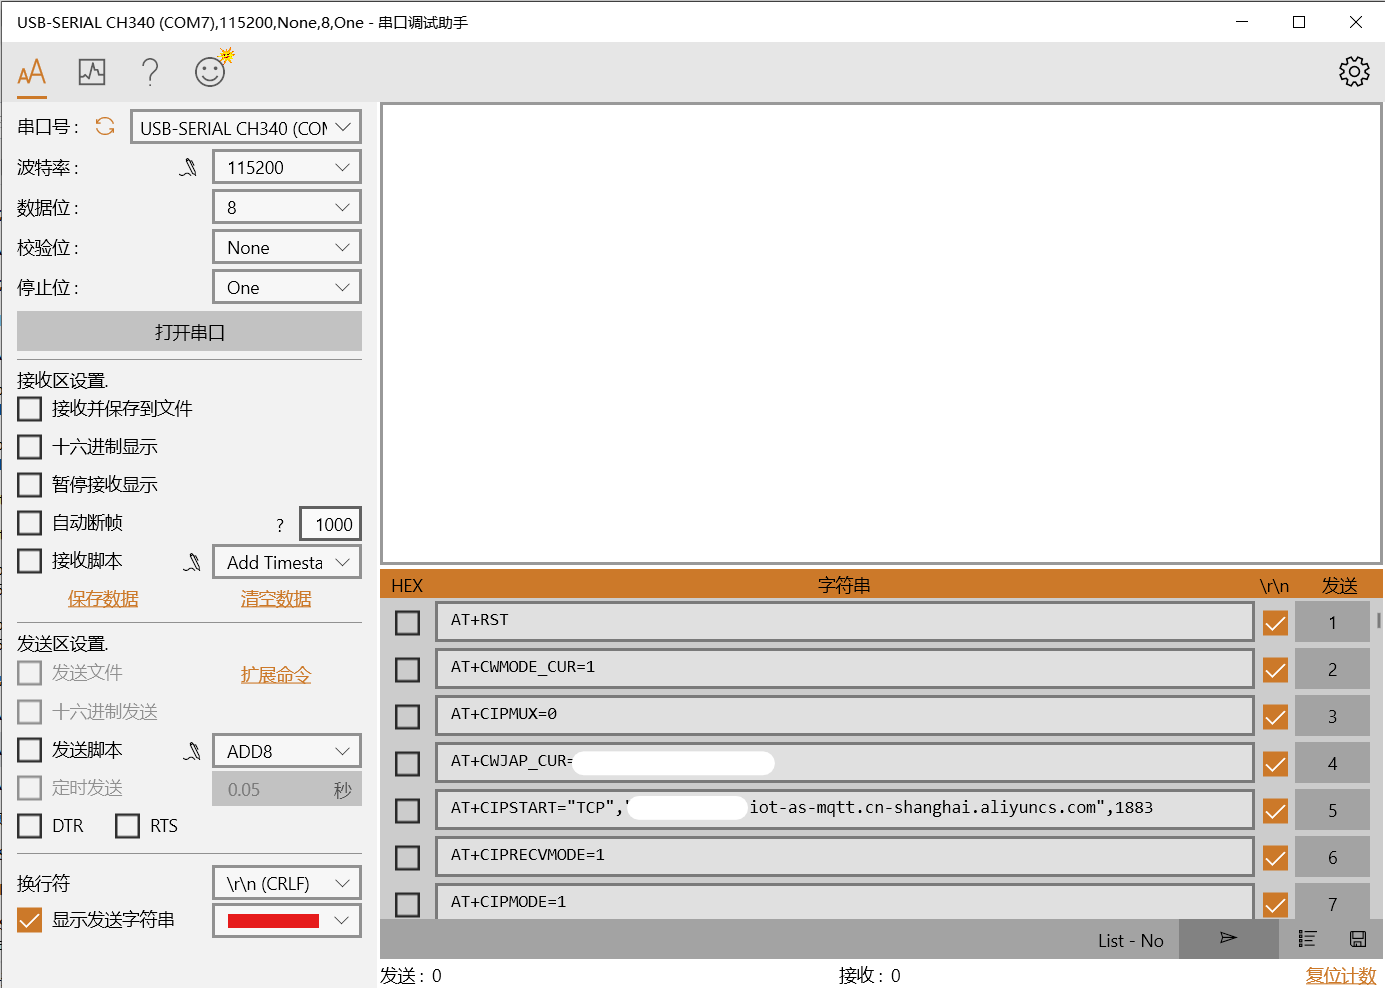 USB-SERIAL CH340 (COM7),115200,None,8,One - 串口调试助手
串口号 : USB-SERIAL CH340 (CO
波特率 : 115200
数据位 : 8
校验位 : None
停止位 : One
打开串口
接收区设置.
接收并保存到文件
十六进制显示
暂停接收显示
自动断帧 ? 1000
接收脚本 Add Timesta
保存数据 清空数据
发送区设置.
发送文件 扩展命令
十六进制发送
发送脚本 ADD8
定时发送 0.05 秒
DTR RTS
换行符 \r\n (CRLF)
显示发送字符串
HEX 字符串 \r\n 发送
AT+RST 1
AT+CWMODE_CUR=1 2
AT+CIPMUX=0 3
AT+CWJAP_CUR= 4
AT+CIPSTART="TCP", iot-as-mqtt.cn-shanghai.aliyuncs.com",1883 5
AT+CIPRECVMODE=1 6
AT+CIPMODE=1 7
List - No
发送 : 0 接收 : 0 复位计数